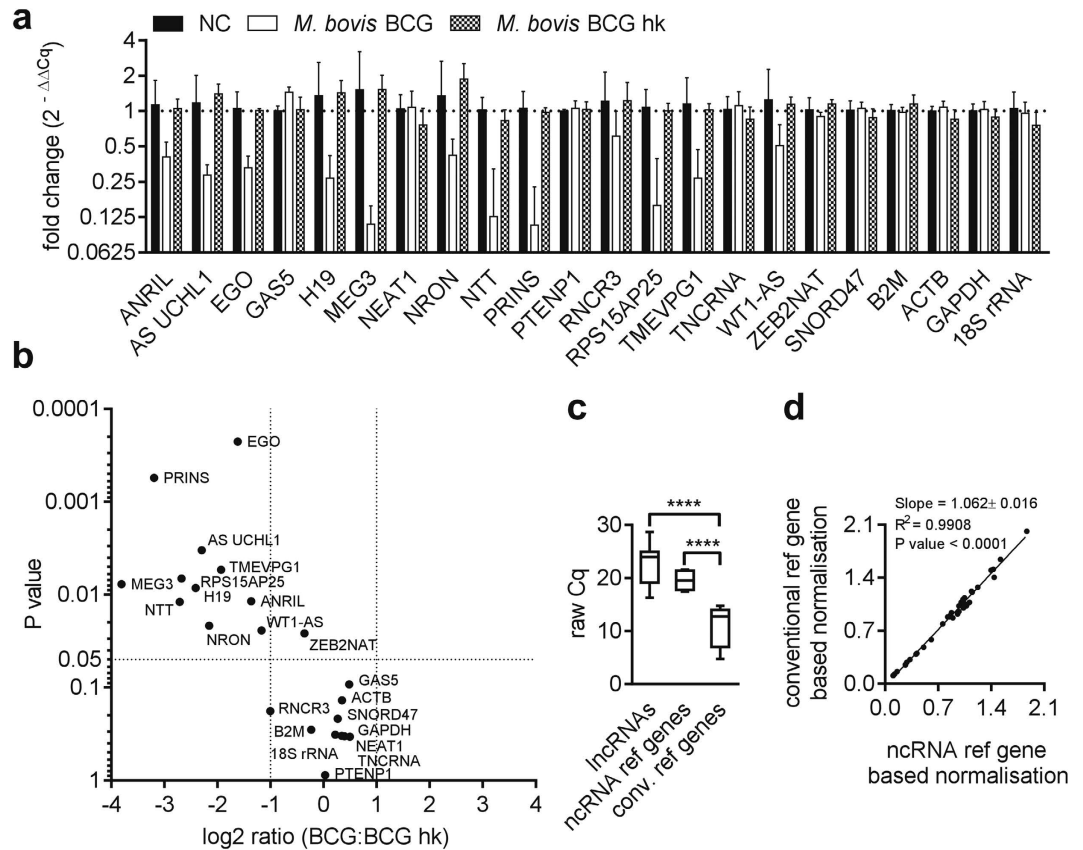 a
NC M. bovis BCG M. bovis BCG hk
fold change (2 - ΔΔCq)
4
2
1
0.5
0.25
0.125
0.0625
ANRIL
AS UCHL1
EGO
GAS5
H19
MEG3
NEAT1
NRON
NTT
PRINS
PTENP1
RNCR3
RPS15AP25
TMEVPG1
TNCRNA
WT1-AS
ZEB2NAT
SNORD47
B2M
ACTB
GAPDH
18S rRNA
b
P value
0.0001
0.001
0.01
0.05
0.1
1
EGO
PRINS
AS UCHL1
TMEVPG1
MEG3
RPS15AP25
H19
NTT
ANRIL
NRON
WT1-AS
ZEB2NAT
GAS5
ACTB
RNCR3
SNORD47
B2M
GAPDH
18S rRNA
NEAT1
TNCRNA
PTENP1
-4 -3 -2 -1 0 1 2 3 4
log2 ratio (BCG:BCG hk)
c
raw Cq
30
20
10
0
****
****
lncRNAs
ncRNA ref genes
conv. ref genes
d
conventional ref gene
based normalisation
Slope = 1.062± 0.016
R2 = 0.9908
P value < 0.0001
2.1
1.4
0.7
0.0
0.0 0.7 1.4 2.1
ncRNA ref gene
based normalisation